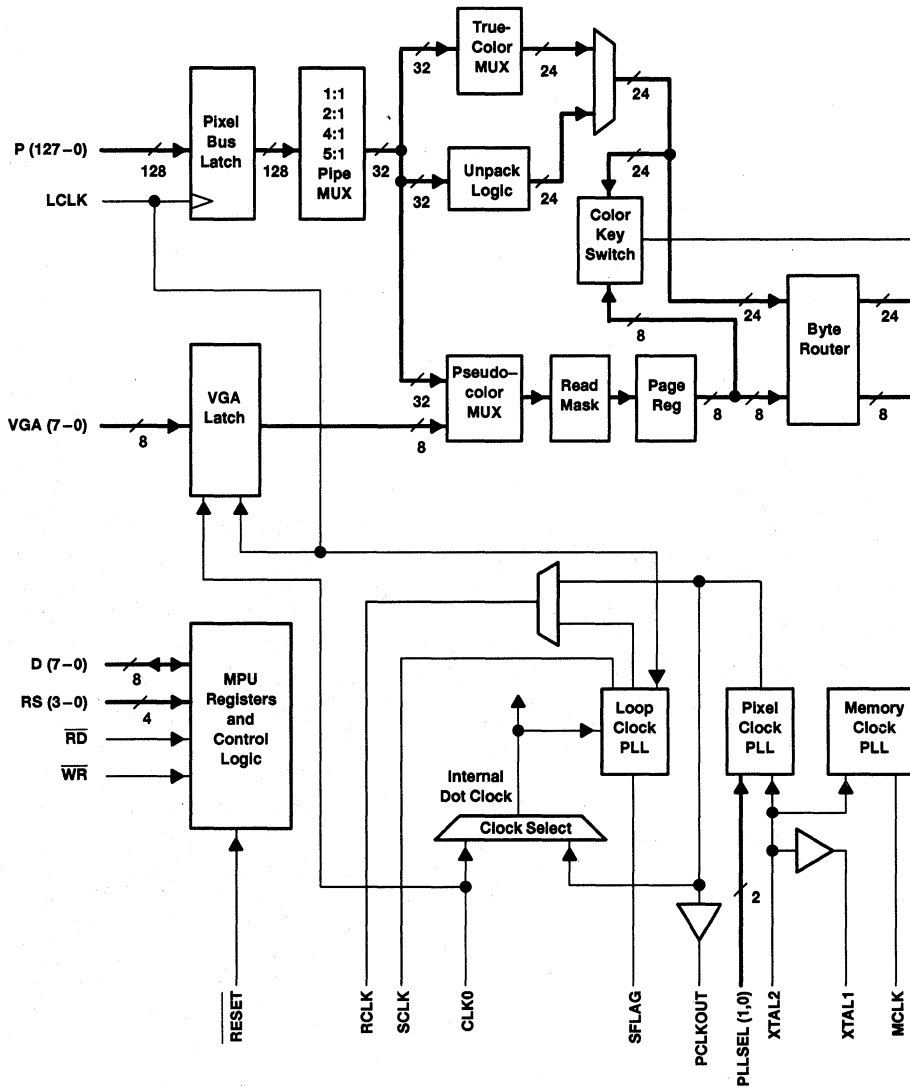 True-
Color
MUX
32
24
24
1:1
2:1
4:1
5:1
Pipe
MUX
Pixel
Bus
Latch
P (127–0)
128
128
32
LCLK
Unpack
Logic
32
24
24
Color
Key
Switch
24
24
Byte
Router
8
VGA
Latch
Pseudo–
color
MUX
Read
Mask
Page
Reg
32
VGA (7–0)
8
8
8
8
8
D (7–0)
8
RS (3–0)
4
RD
WR
MPU
Registers
and
Control
Logic
Loop
Clock
PLL
Pixel
Clock
PLL
Memory
Clock
PLL
Internal
Dot Clock
Clock Select
2
RESET
RCLK
SCLK
CLK0
SFLAG
PCLKOUT
PLLSEL (1,0)
XTAL2
XTAL1
MCLK